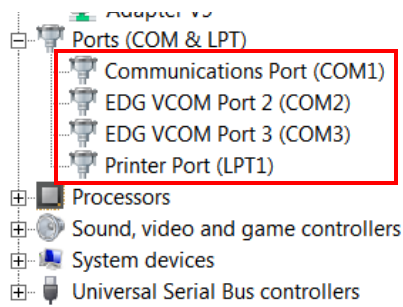 Adapter V9
Ports (COM & LPT)
Communications Port (COM1)
EDG VCOM Port 2 (COM2)
EDG VCOM Port 3 (COM3)
Printer Port (LPT1)
Processors
Sound, video and game controllers
System devices
Universal Serial Bus controllers